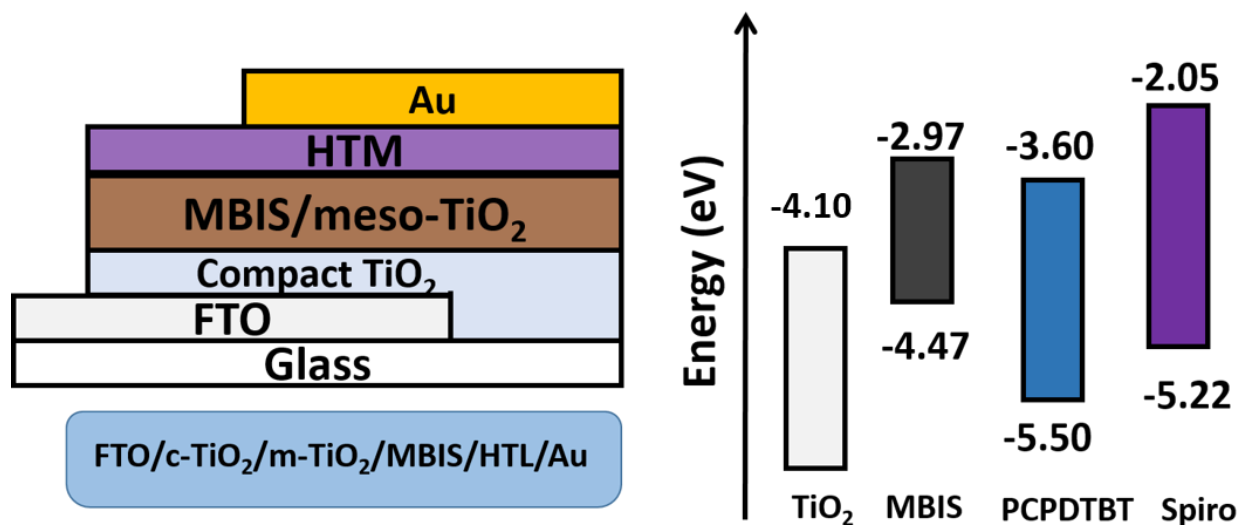 Au
HTM
MBIS/meso-TiO₂
Compact TiO₂
FTO
Glass
FTO/c-TiO₂/m-TiO₂/MBIS/HTL/Au
Energy (eV)
-4.10
-2.97
-4.47
-3.60
-5.50
-2.05
-5.22
TiO₂ MBIS PCPDTBT Spiro